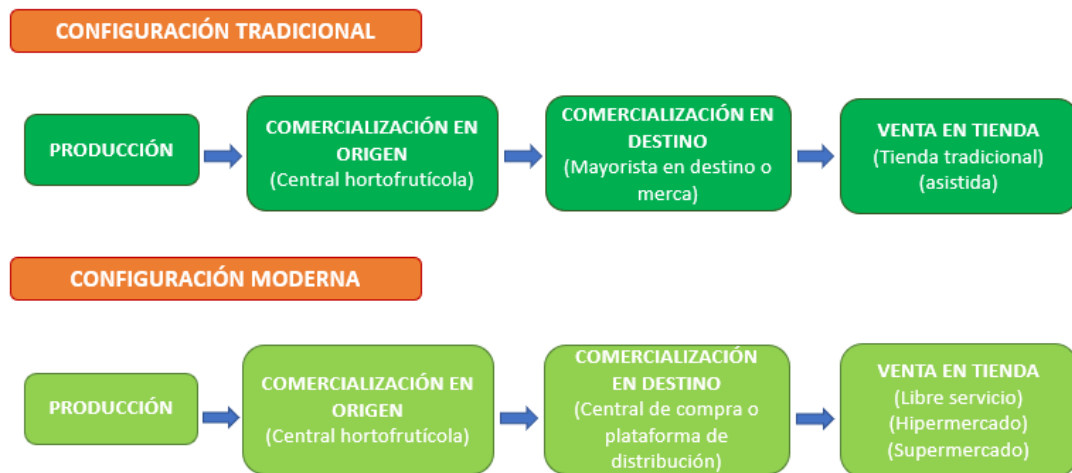 CONFIGURACIÓN TRADICIONAL
PRODUCCIÓN
COMERCIALIZACIÓN EN
ORIGEN
(Central hortofrutícola)
COMERCIALIZACIÓN EN
DESTINO
(Mayorista en destino o
merca)
VENTA EN TIENDA
(Tienda tradicional)
(asistida)
CONFIGURACIÓN MODERNA
PRODUCCIÓN
COMERCIALIZACIÓN EN
ORIGEN
(Central hortofrutícola)
COMERCIALIZACIÓN
EN DESTINO
(Central de compra o
plataforma de
distribución)
VENTA EN TIENDA
(Libre servicio)
(Hipermercado)
(Supermercado)